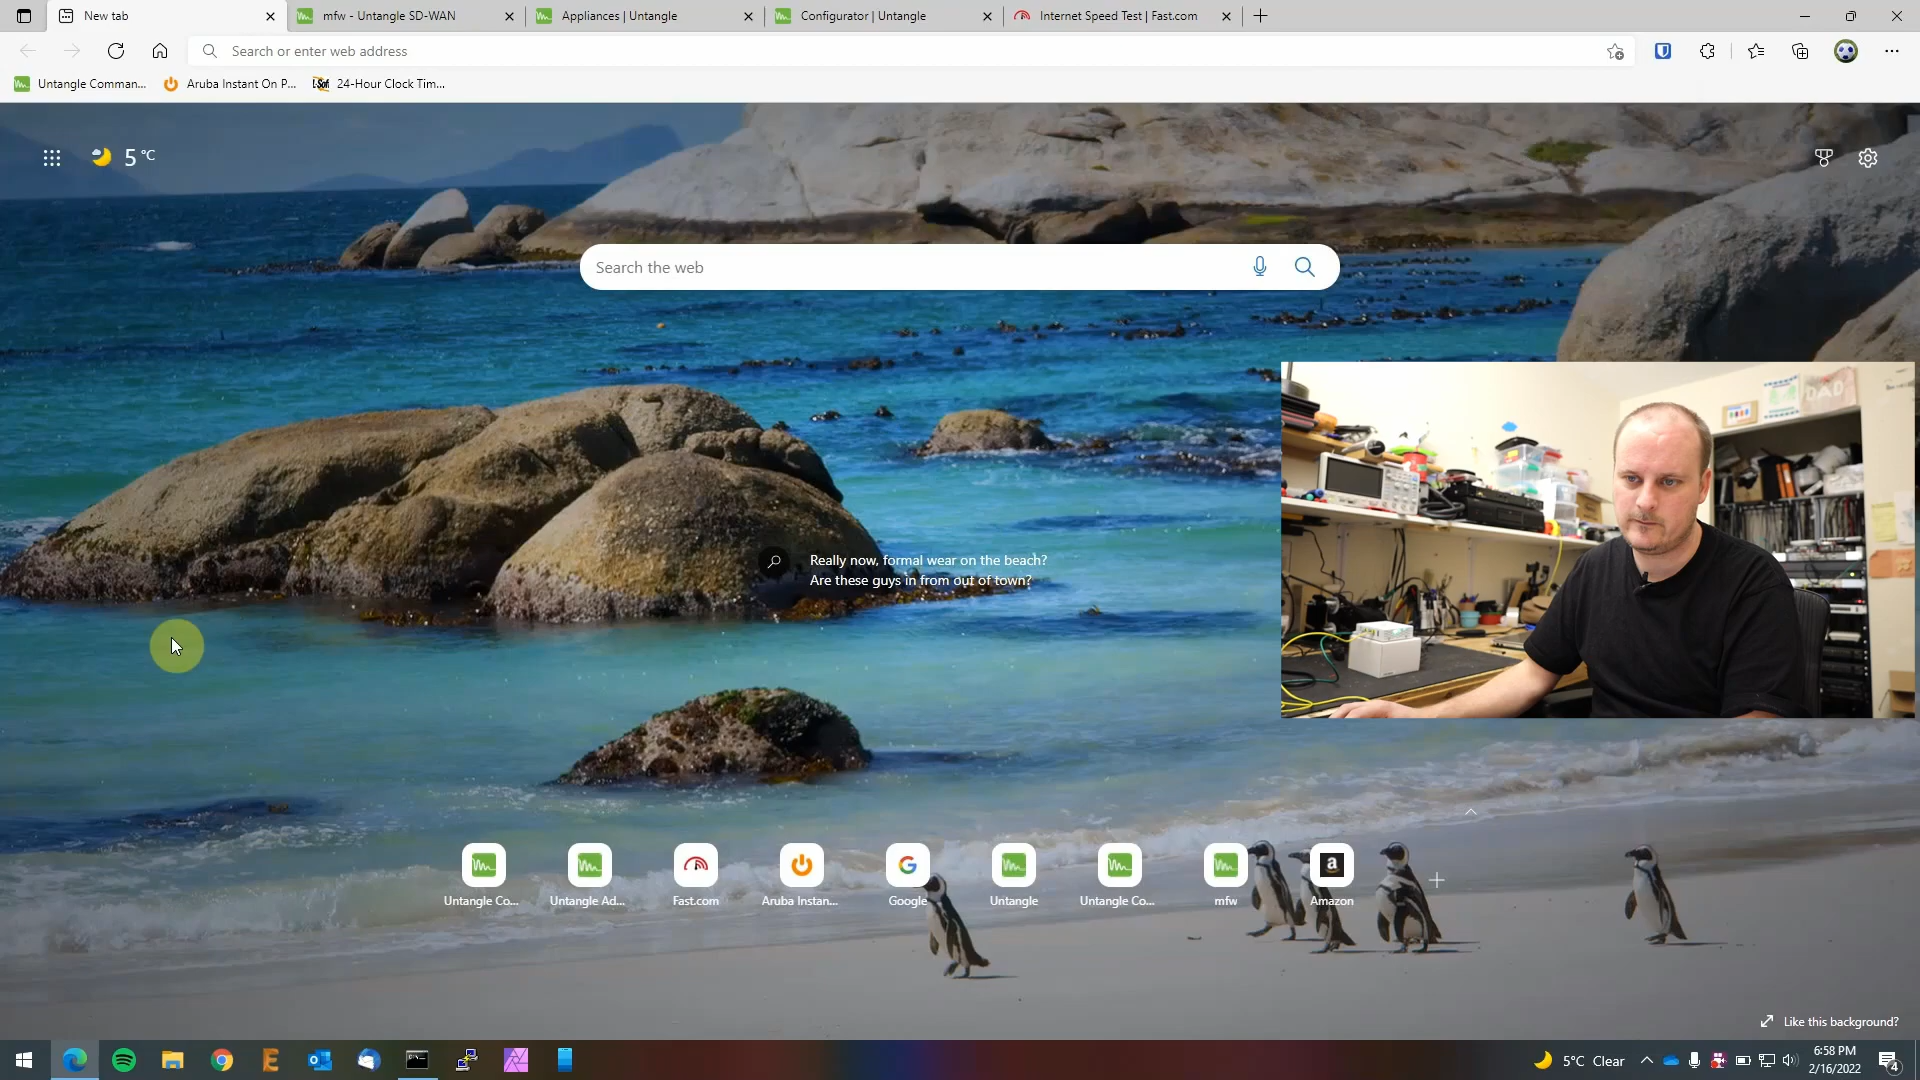 New tab
mfw - Untangle SD-WAN
Appliances | Untangle
Configurator | Untangle
Internet Speed Test | Fast.com
Search or enter web address
Untangle Comman...
Aruba Instant On P...
24-Hour Clock Tim...
5 °C
Search the web
DAD
Really now, formal wear on the beach?
Are these guys in from out of town?
Untangle Co...
Untangle Ad...
Fast.com
Aruba Instan...
Google
Untangle
Untangle Co...
mfw
Amazon
Like this background?
5°C Clear
6:58 PM
2/16/2022
4